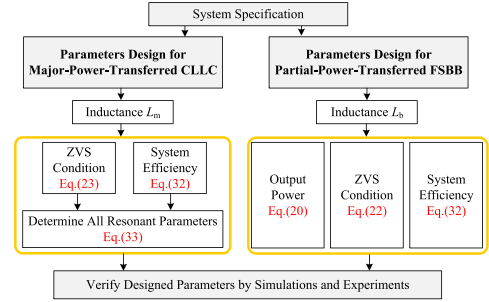 System Specification
Parameters Design for
Major-Power-Transferred CLLC
Parameters Design for
Partial-Power-Transferred FSBB
Inductance Lm
Inductance Lb
ZVS
Condition
Eq.(23)
System
Efficiency
Eq.(32)
Determine All Resonant Parameters
Eq.(33)
Output
Power
Eq.(20)
ZVS
Condition
Eq.(22)
System
Efficiency
Eq.(32)
Verify Designed Parameters by Simulations and Experiments